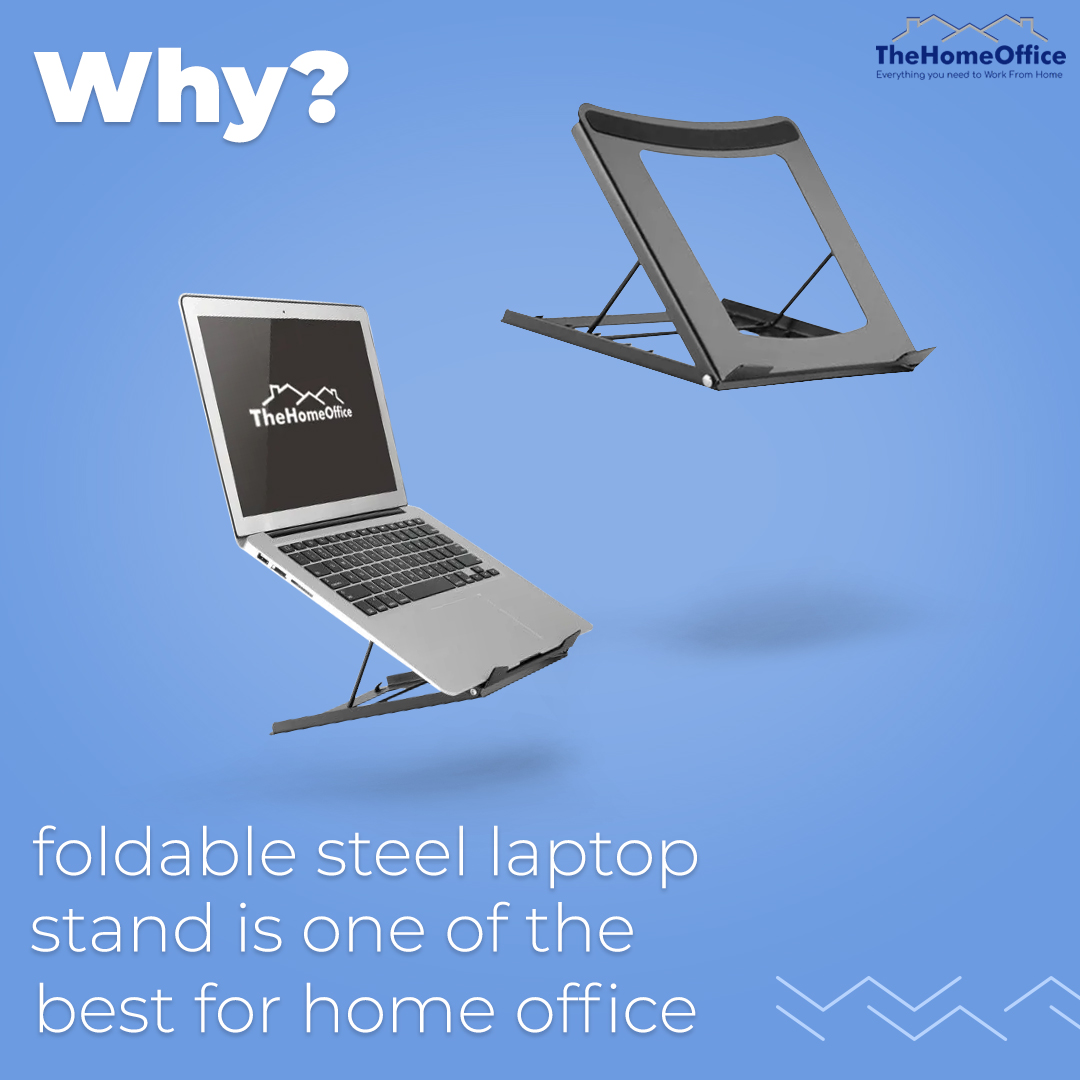 Why?
TheHomeOffice
Everything you need to Work From Home
TheHomeOffice
foldable steel laptop
stand is one of the
best for home office